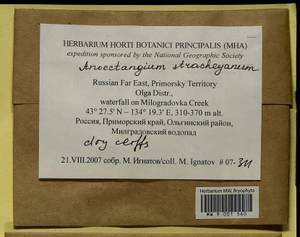 HERBARIUM HORTI BOTANICI PRINCIPALIS (MHA)
expedition sponsored by the National Geographic Society
Anoectangium stracheyanum
Russian Far East, Primorsky Territory
Olga Distr.,
waterfall on Milogradovka Creek
43° 27.5' N – 134° 19.3' E, 310-370 m alt.
Россия, Приморский край, Ольгинский район,
Милградовский водопад
dry cliffs
21.VIII.2007 собр. М. Игнатов/coll. M. Ignatov # 07-311
Herbarium MW, Bryophyta